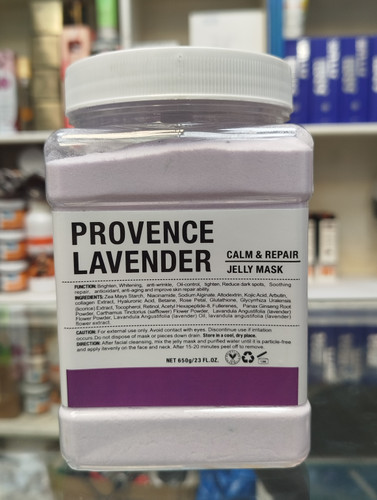 PROVENCE
LAVENDER
CALM & REPAIR
JELLY MASK
FUNCTION: Brighten, Whitening, anti-wrinkle, Oil-control, tighten, Reduce dark spots, Soothing
repair, antioxidant, anti-aging and improve skin repair ability.
INGREDIENTS: Zea Mays Starch, Niacinamide, Sodium Alginate, Kojic Acid, Arbutin,
collagen Extract, Hyaluronic Acid, Betaine, Rose Petal, Glutathione, Glycyrrhiza Uralensis
(licorice) Extract, Tocopherol, Retinol, Acetyl Hexapeptide-8, Fullerenes, Panax Ginseng Root
Powder, Carthamus Tinctorius (safflower) Flower Powder, Lavandula Angustifolia (lavender)
Flower Powder, Lavandula Angustifolia (lavender) Oil, lavandula angustifolia (lavender)
flower extract.
CAUTION: For external use only. Avoid contact with eyes. Discontinue use if irritation
occurs. Do not dispose of mask or pieces down drain. Store in a cool, dry place.
DIRECTION: After facial cleansing, mix the jelly mask and purified water until it is particle-free
and apply evenly on the face and neck. After 15-20 minutes peel off to remove.
NET 650g/23 FL.OZ.